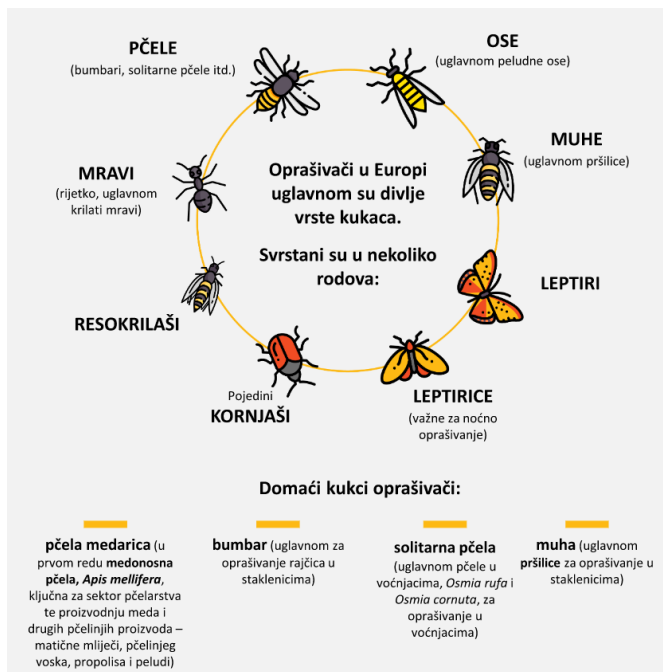 PČELE
(bumbari, solitarne pčele itd.)
OSE
(uglavnom peludne ose)
MUHE
(uglavnom pršilice)
MRAVI
(rijetko, uglavnom
krilati mravi)
Oprašivači u Europi
uglavnom su divlje
vrste kukaca.
Svrstani su u nekoliko
rodova:
LEPTIRI
RESOKRILAŠI
Pojedini
KORNJAŠI
LEPTIRICE
(važne za noćno
oprašivanje)
Domaći kukci oprašivači:
pčela medarica (u
prvom redu medonosna
pčela, Apis mellifera,
ključna za sektor pčelarstva
te proizvodnju meda i
drugih pčelinjih proizvoda –
matične mliječi, pčelinjeg
voska, propolisa i peludi)
bumbar (uglavnom za
oprašivanje rajčica u
staklenicima)
solitarna pčela
(uglavnom pčele u
voćnjacima, Osmia rufa i
Osmia cornuta, za
oprašivanje u
voćnjacima)
muha (uglavnom
pršilice za oprašivanje u
staklenicima)